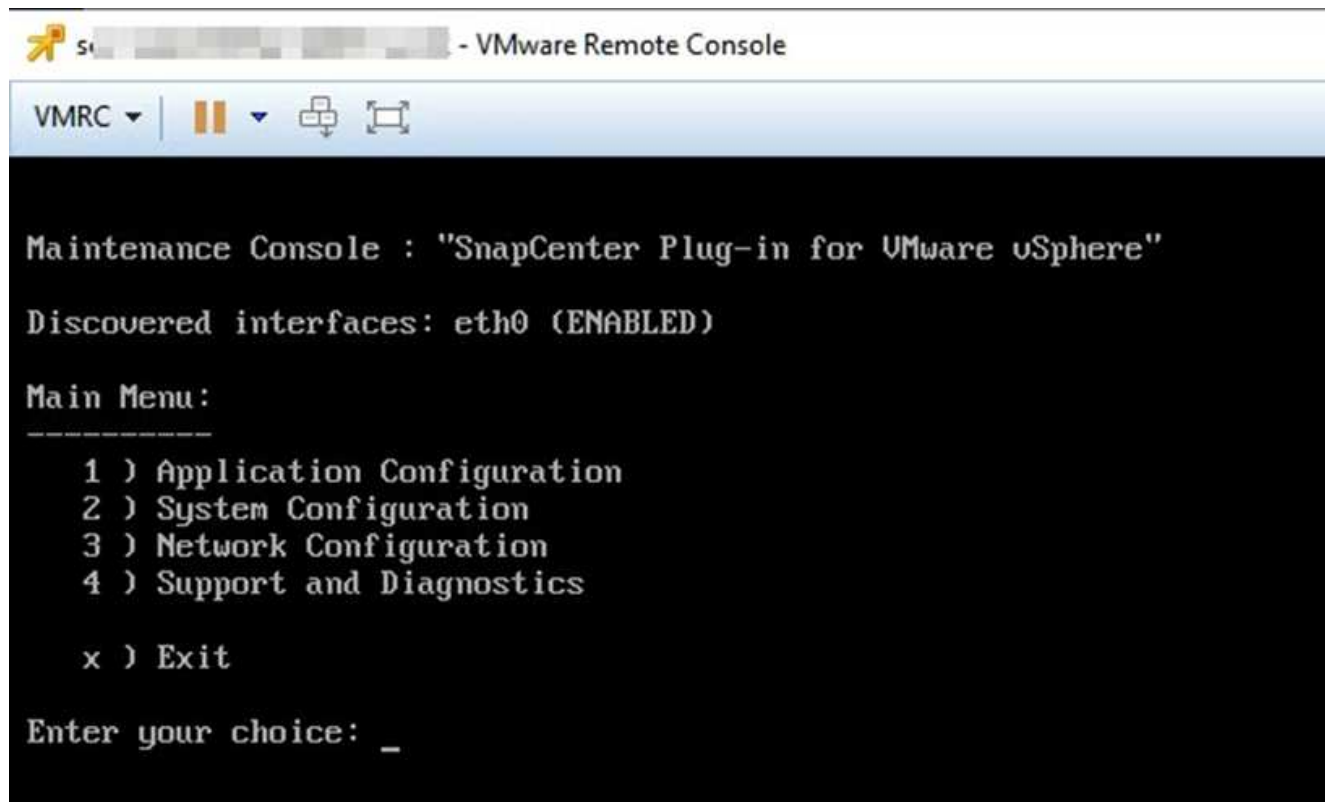 - VMware Remote Console
VMRC
Maintenance Console : "SnapCenter Plug-in for VMware vSphere"
Discovered interfaces: eth0 (ENABLED)
Main Menu:
----------
1 ) Application Configuration
2 ) System Configuration
3 ) Network Configuration
4 ) Support and Diagnostics
x ) Exit
Enter your choice: _